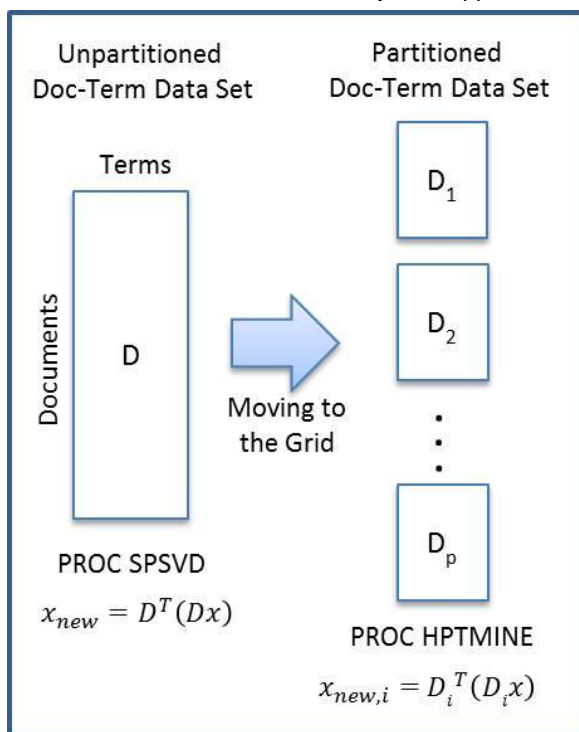 Unpartitioned
Doc-Term Data Set
Terms
Documents
D
PROC SPSVD
x_new = D^T(Dx)
Moving to
the Grid
Partitioned
Doc-Term Data Set
D_1
D_2
.
.
.
D_p
PROC HPTMINE
x_new,i = D_i^T(D_i x)